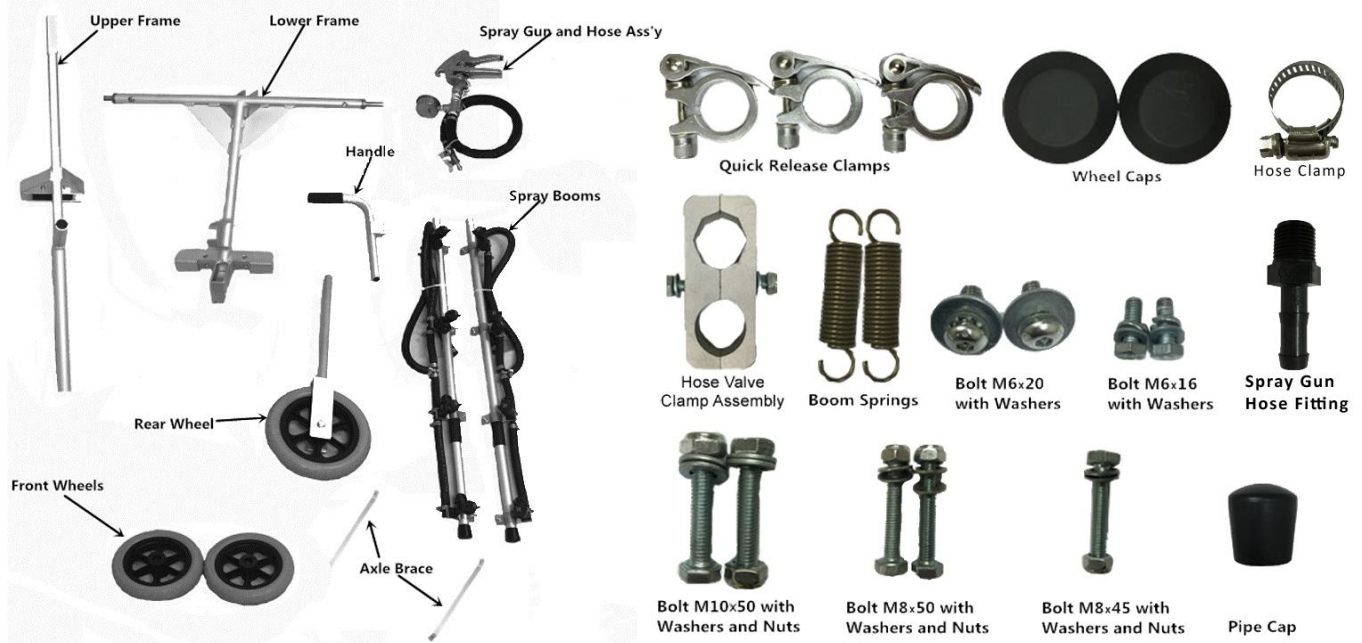 Upper Frame
Lower Frame
Spray Gun and Hose Ass'y
Handle
Spray Booms
Rear Wheel
Front Wheels
Axle Brace
Quick Release Clamps
Wheel Caps
Hose Clamp
Hose Valve
Clamp Assembly
Boom Springs
Bolt M6x20
with Washers
Bolt M6x16
with Washers
Spray Gun
Hose Fitting
Bolt M10x50 with
Washers and Nuts
Bolt M8x50 with
Washers and Nuts
Bolt M8x45 with
Washers and Nuts
Pipe Cap